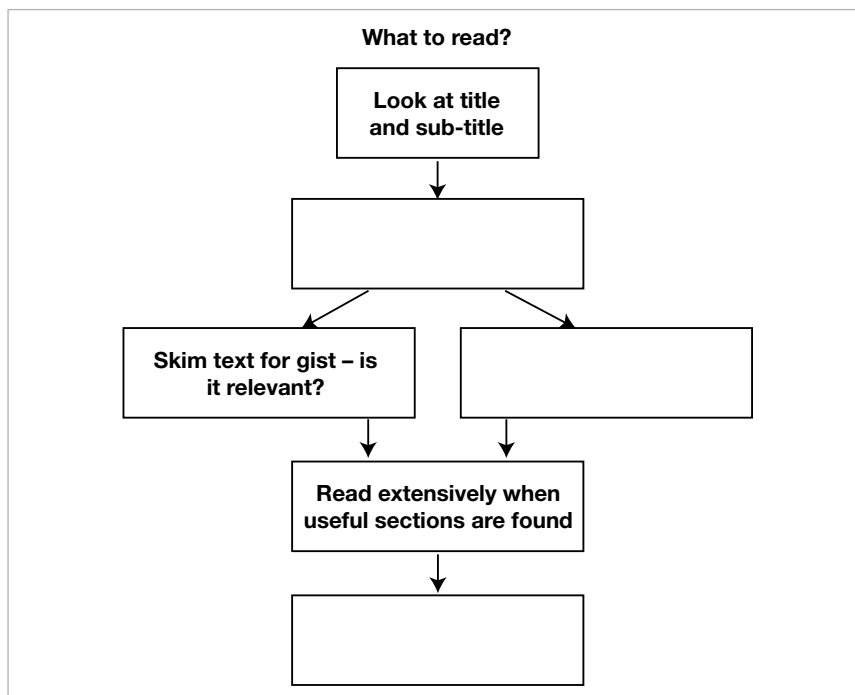 What to read?
Look at title
and sub-title
Skim text for gist – is
it relevant?
Read extensively when
useful sections are found